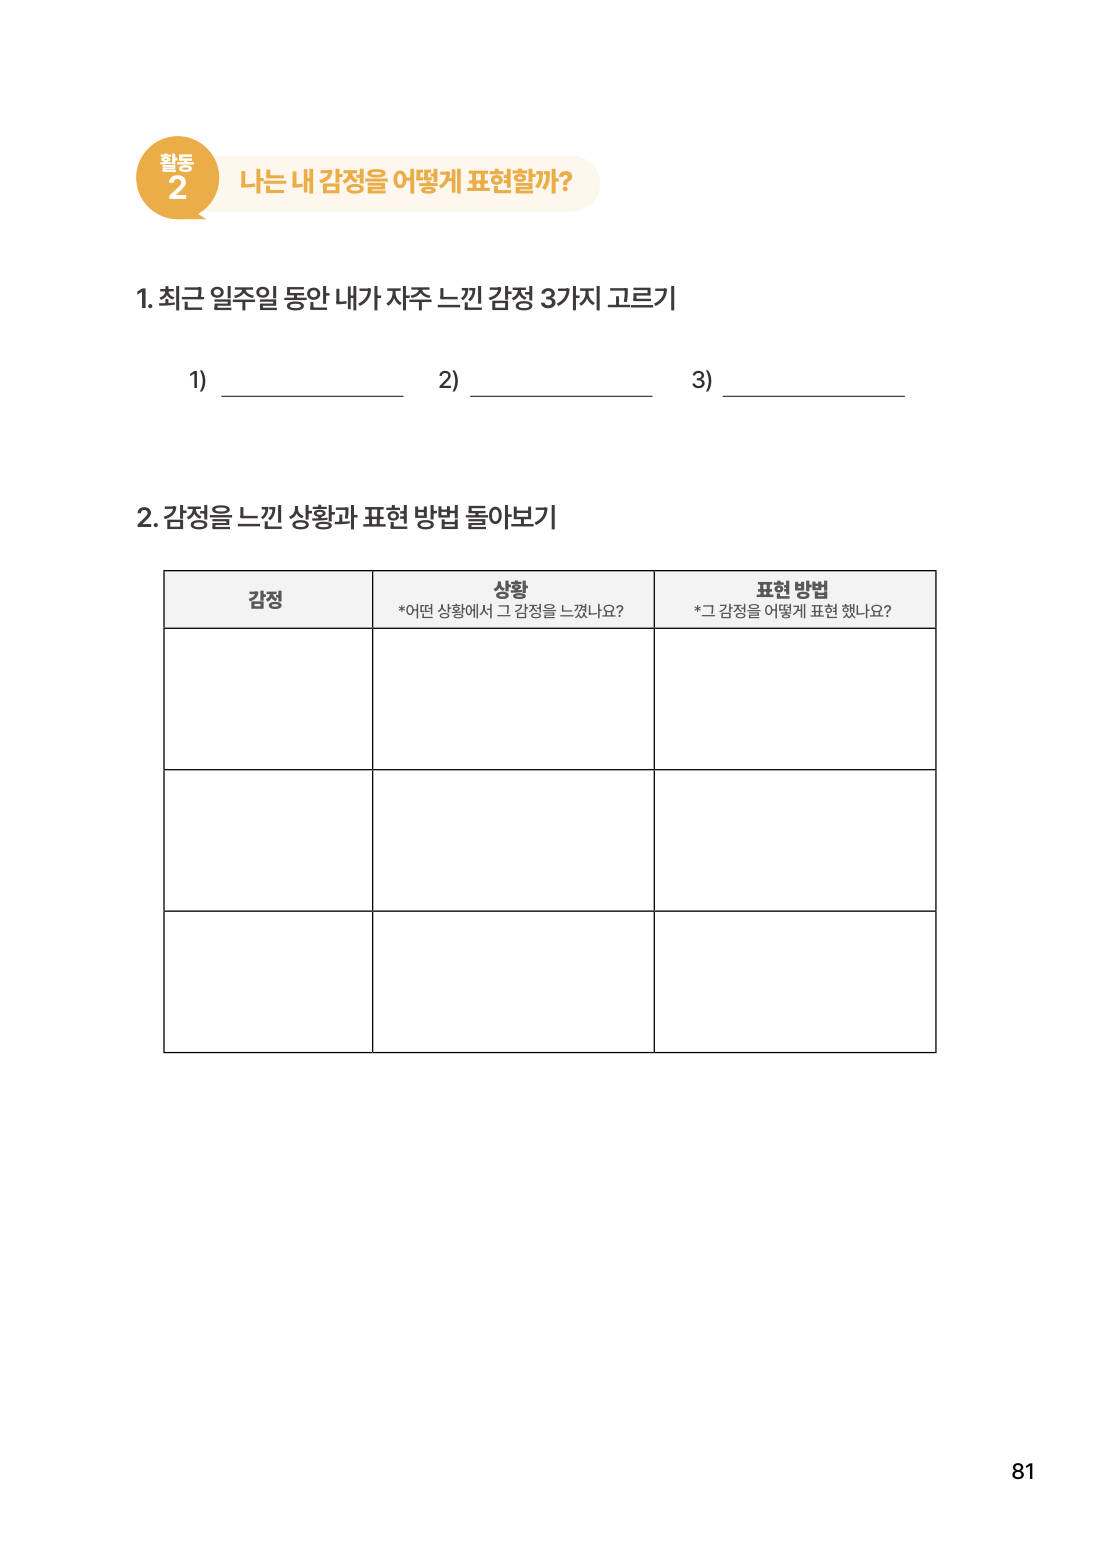 활동
2
나는 내 감정을 어떻게 표현할까?
1. 최근 일주일 동안 내가 자주 느낀 감정 3가지 고르기
1) 2) 3)
2. 감정을 느낀 상황과 표현 방법 돌아보기
감정 상황 표현 방법
*어떤 상황에서 그 감정을 느꼈나요? *그 감정을 어떻게 표현 했나요?
81